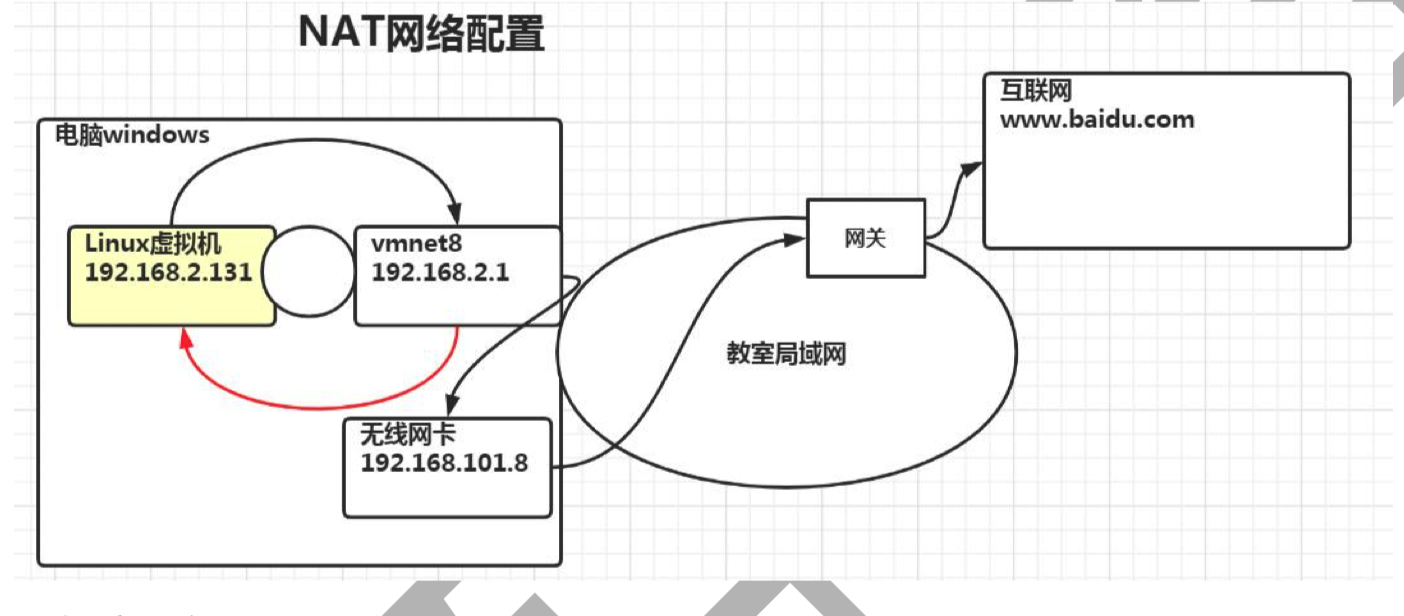 NAT网络配置
电脑windows
互联网
www.baidu.com
Linux虚拟机
192.168.2.131
vmnet8
192.168.2.1
网关
教室局域网
无线网卡
192.168.101.8